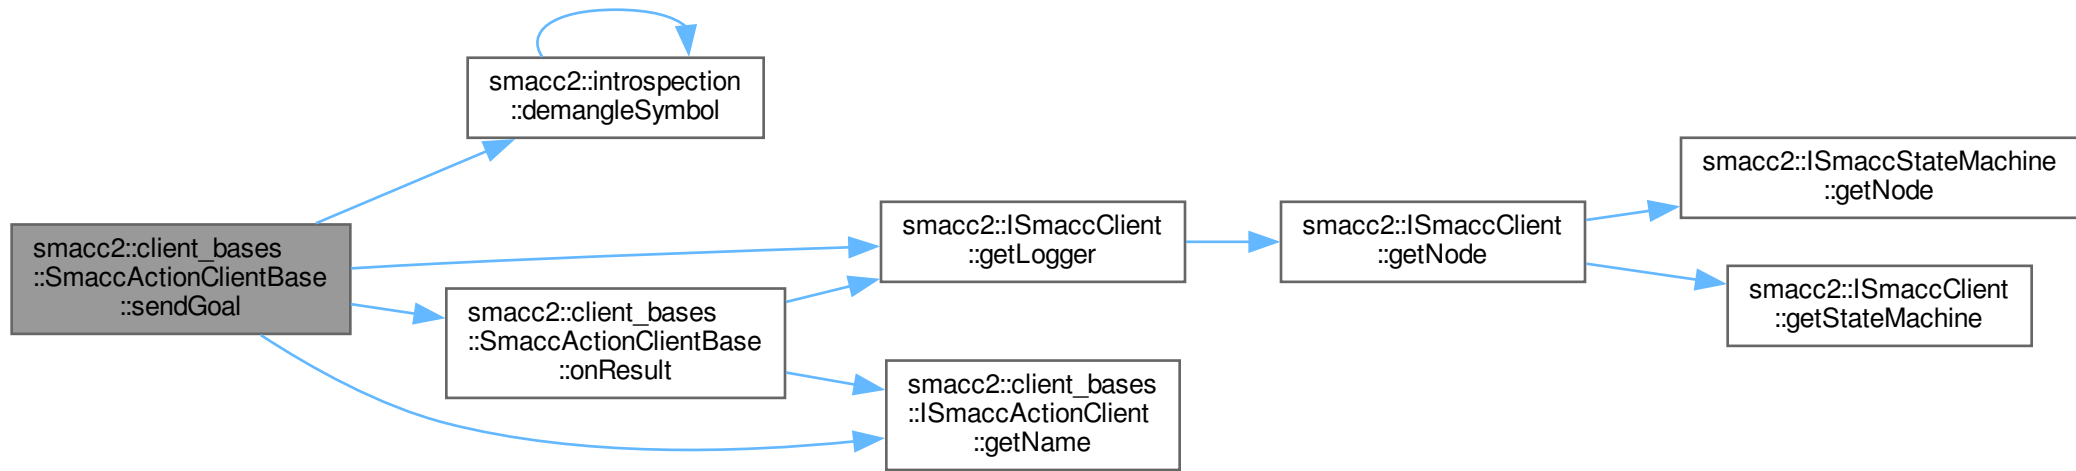 smacc2::introspection
::demangleSymbol
smacc2::ISmaccStateMachine
::getNode
smacc2::client_bases
::SmaccActionClientBase
::sendGoal
smacc2::ISmaccClient
::getLogger
smacc2::ISmaccClient
::getNode
smacc2::ISmaccClient
::getStateMachine
smacc2::client_bases
::SmaccActionClientBase
::onResult
smacc2::client_bases
::ISmaccActionClient
::getName